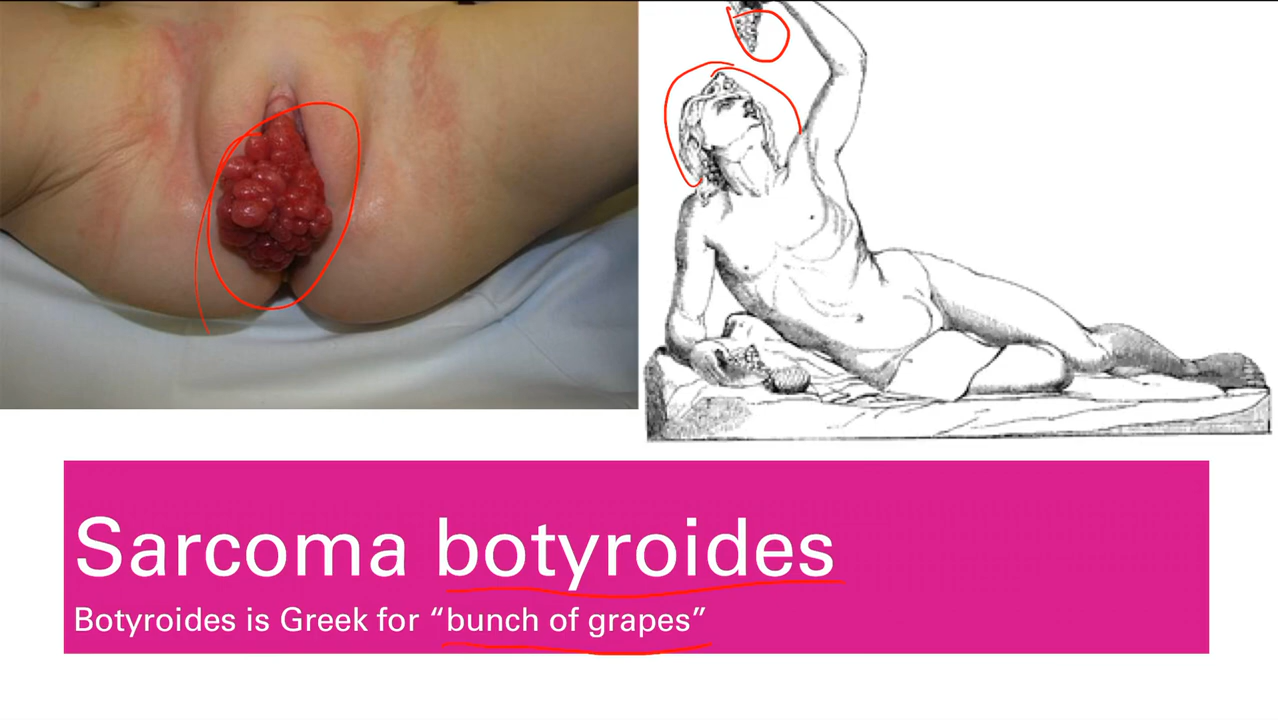 Sarcoma botyroides
Botyroides is Greek for “bunch of grapes”